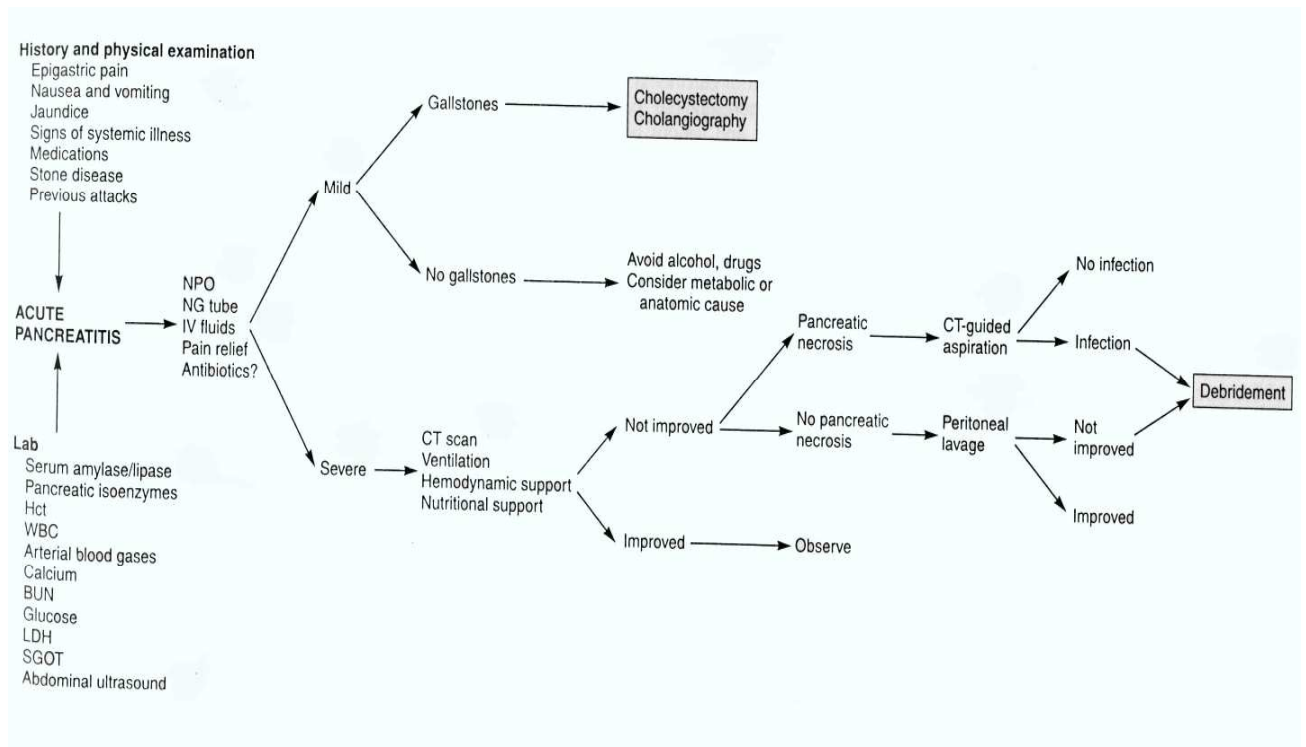 History and physical examination
Epigastric pain
Nausea and vomiting
Jaundice
Signs of systemic illness
Medications
Stone disease
Previous attacks
ACUTE
PANCREATITIS
Lab
Serum amylase/lipase
Pancreatic isoenzymes
Hct
WBC
Arterial blood gases
Calcium
BUN
Glucose
LDH
SGOT
Abdominal ultrasound
NPO
NG tube
IV fluids
Pain relief
Antibiotics?
Mild
Gallstones
Cholecystectomy
Cholangiography
No gallstones
Avoid alcohol, drugs
Consider metabolic or
anatomic cause
Severe
CT scan
Ventilation
Hemodynamic support
Nutritional support
Not improved
Pancreatic
necrosis
CT-guided
aspiration
No infection
Infection
Debridement
No pancreatic
necrosis
Peritoneal
lavage
Not
improved
Improved
Improved
Observe